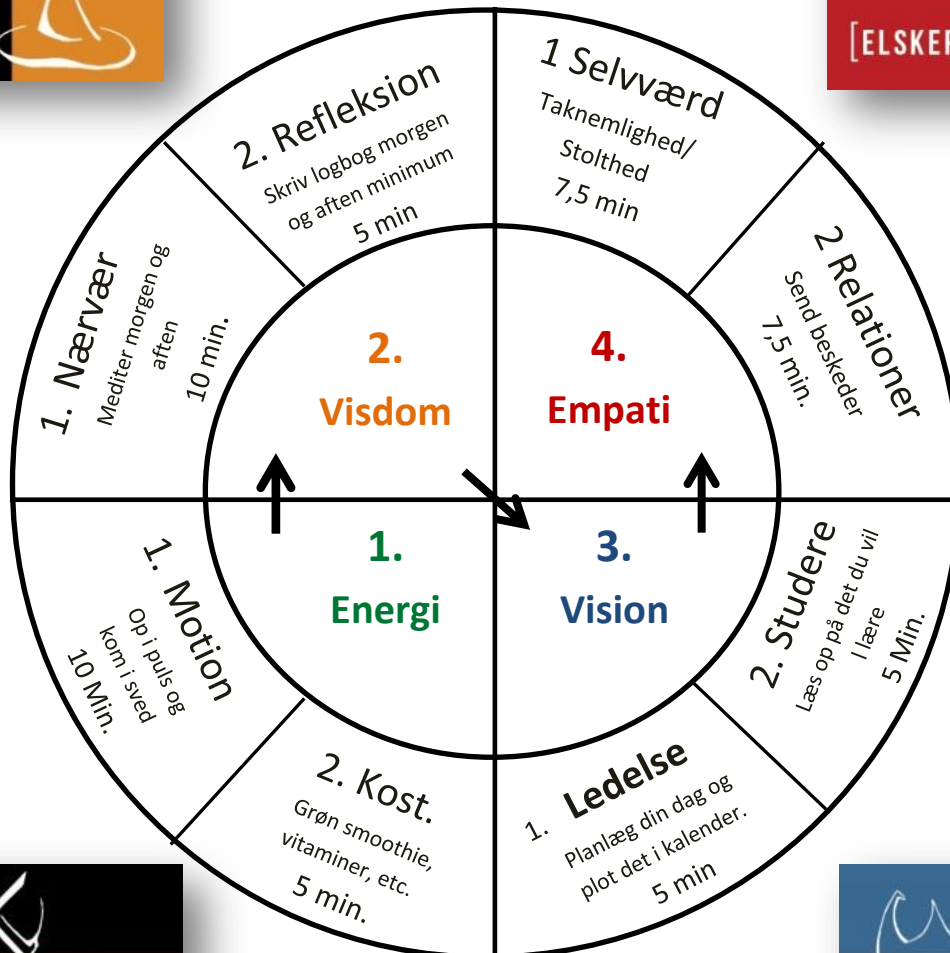 [ELSKER
2. Refleksion
Skriv logbog morgen
og aften minimum
5 min
1 Selvværd
Taknemlighed/
Stolthed
7,5 min
1. Nærvær
Mediter morgen og
aften
10 min.
2 Relationer
Send beskeder
7,5 min.
2.
Visdom
4.
Empati
1.
Energi
3.
Vision
1. Motion
Op i puls og
kom i sved
10 Min.
2. Studere
Læs op på det du vil
I lære
5 Min.
2. Kost.
Grøn smoothie,
vitaminer, etc.
5 min.
1. Ledelse
Planlæg din dag og
plot det i kalender.
5 min